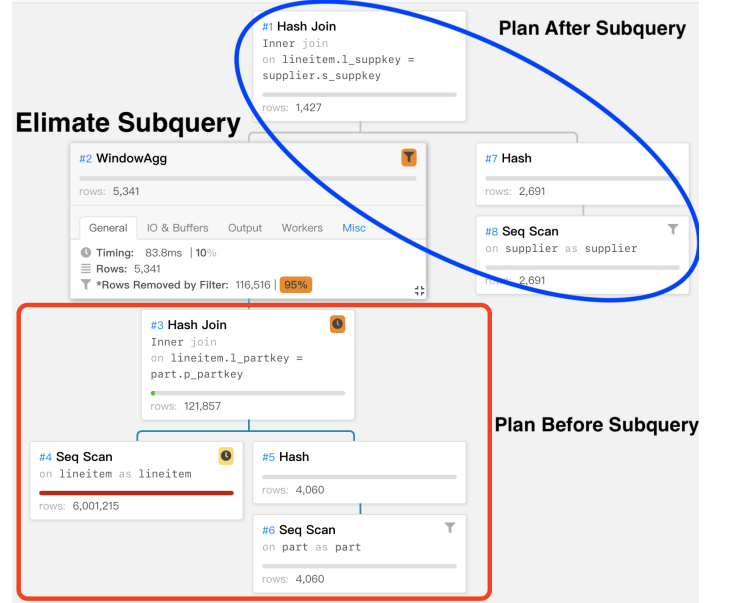 #1 Hash Join
Inner join
on lineitem.l_suppkey =
supplier.s_suppkey
rows: 1,427
Plan After Subquery
Elimate Subquery
#2 WindowAgg
rows: 5,341
General IO & Buffers Output Workers Misc
Timing: 83.8ms | 10%
Rows: 5,341
*Rows Removed by Filter: 116,516 | 95%
#7 Hash
rows: 2,691
#8 Seq Scan
on supplier as supplier
rows: 2,691
#3 Hash Join
Inner join
on lineitem.l_partkey =
part.p_partkey
rows: 121,857
Plan Before Subquery
#4 Seq Scan
on lineitem as lineitem
rows: 6,001,215
#5 Hash
rows: 4,060
#6 Seq Scan
on part as part
rows: 4,060